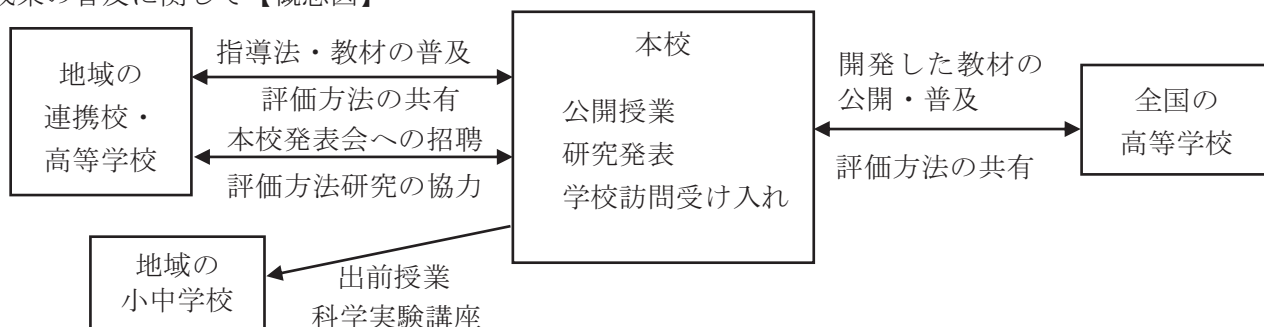 成果の普及に関して【概念図】
地域の
連携校・
高等学校
指導法・教材の普及
評価方法の共有
本校発表会への招聘
評価方法研究の協力
本校
公開授業
研究発表
学校訪問受け入れ
開発した教材の
公開・普及
評価方法の共有
全国の
高等学校
地域の
小中学校
出前授業
科学実験講座